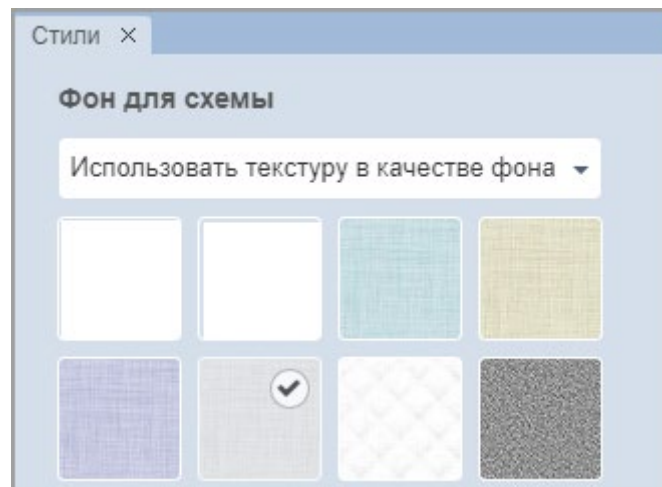 Стили ×
Фон для схемы
Использовать текстуру в качестве фона